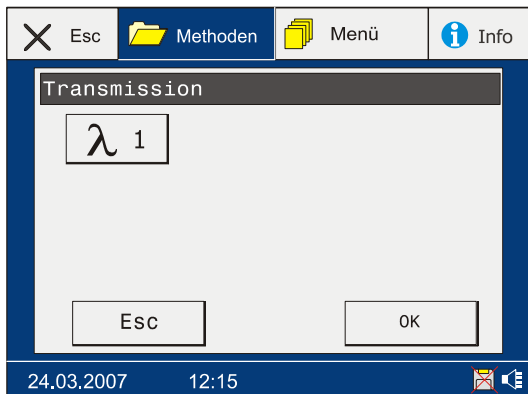 Esc Methoden Menü Info
Transmission
λ 1
Esc OK
24.03.2007 12:15